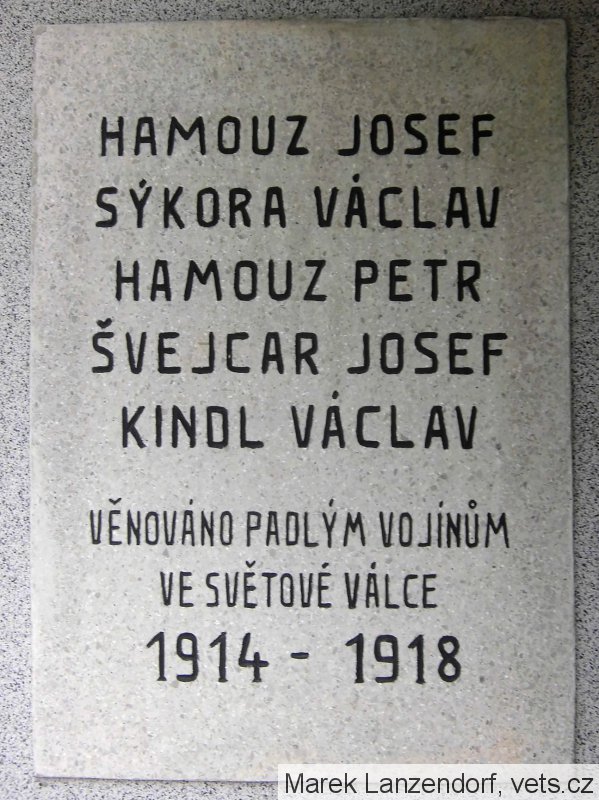 HAMOUZ JOSEF
SÝKORA VÁCLAV
HAMOUZ PETR
ŠVEJCAR JOSEF
KINDL VÁCLAV
VĚNOVÁNO PADLÝM VOJÍNŮM
VE SVĚTOVÉ VÁLCE
1914 - 1918
Marek Lanzendorf, vets.cz